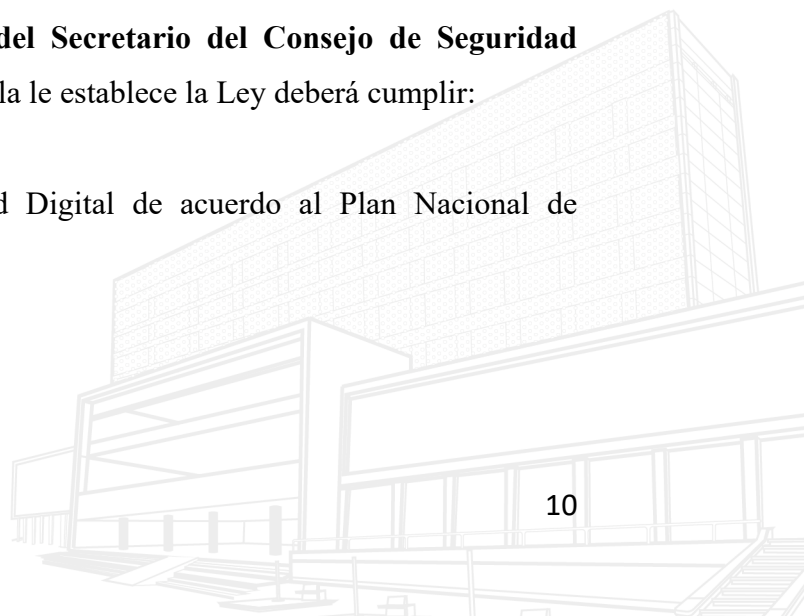 del Secretario del Consejo de Seguridad
la le establece la Ley deberá cumplir:
d Digital de acuerdo al Plan Nacional de
10